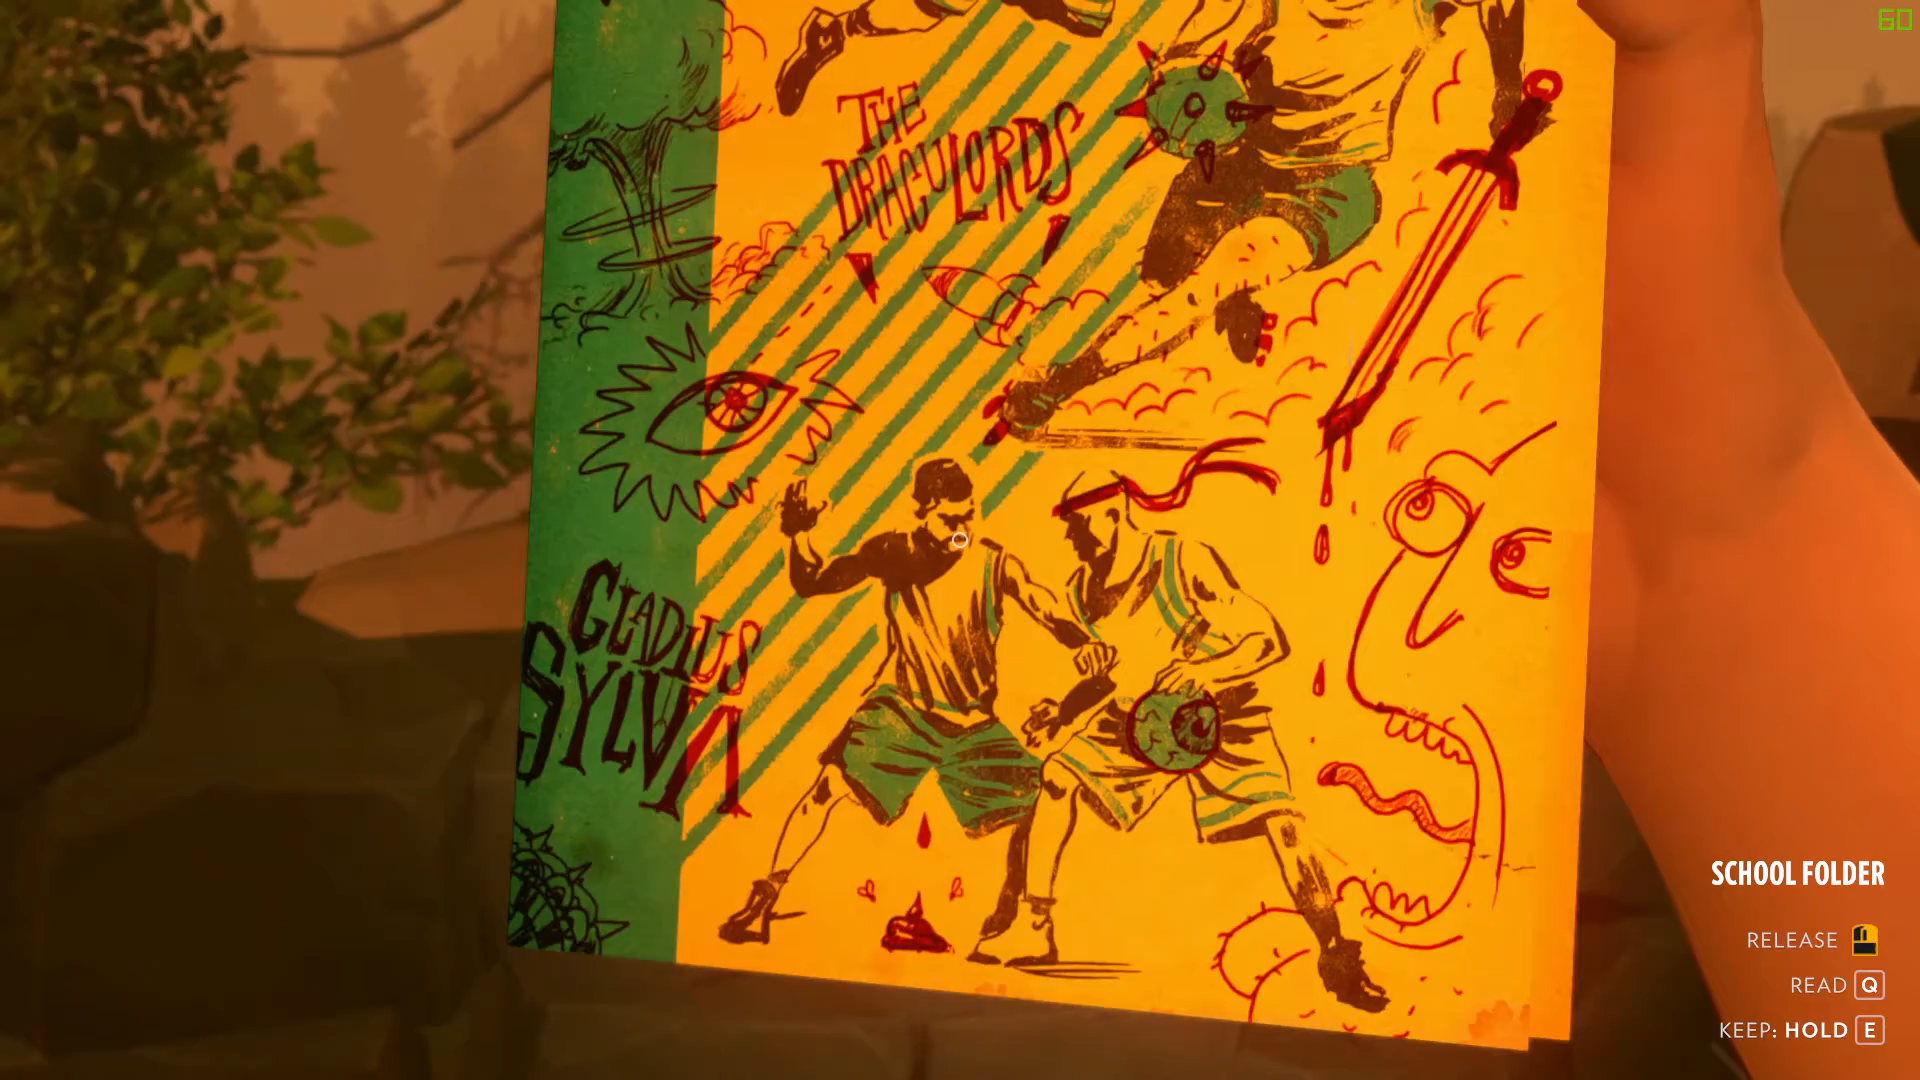 60
THE
DRACULORDS
GLADIUS
SYLVA
SCHOOL FOLDER
RELEASE
READ Q
KEEP: HOLD E